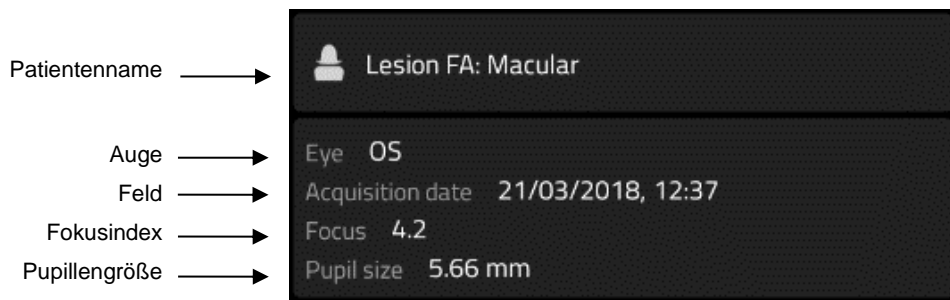 Patientenname Lesion FA: Macular
Auge Eye OS
Feld Acquisition date 21/03/2018, 12:37
Fokusindex Focus 4.2
Pupillengröße Pupil size 5.66 mm